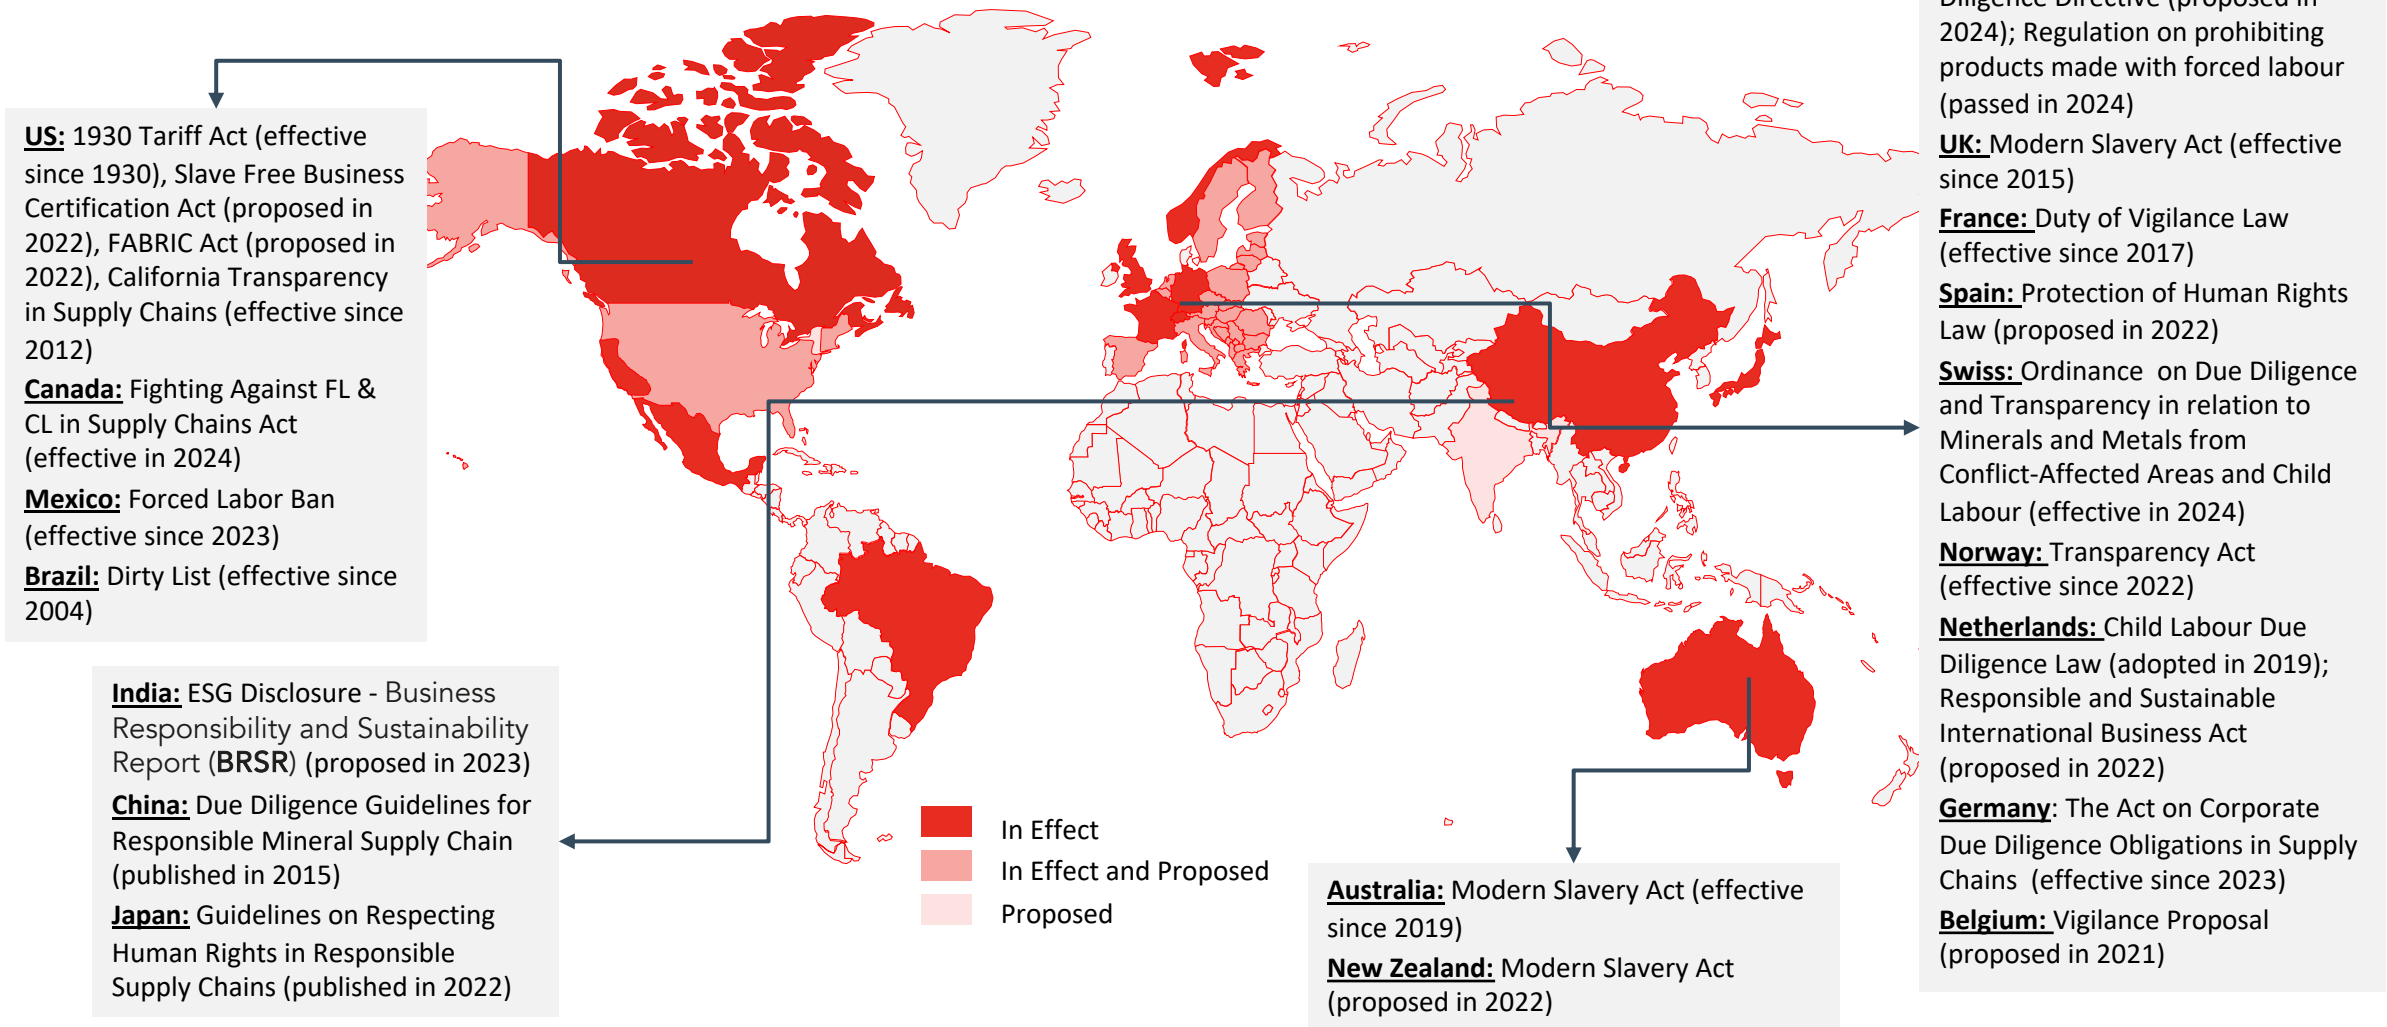 US: 1930 Tariff Act (effective
since 1930), Slave Free Business
Certification Act (proposed in
2022), FABRIC Act (proposed in
2022), California Transparency
in Supply Chains (effective since
2012)
Canada: Fighting Against FL &
CL in Supply Chains Act
(effective in 2024)
Mexico: Forced Labor Ban
(effective since 2023)
Brazil: Dirty List (effective since
2004)
India: ESG Disclosure - Business
Responsibility and Sustainability
Report (BRSR) (proposed in 2023)
China: Due Diligence Guidelines for
Responsible Mineral Supply Chain
(published in 2015)
Japan: Guidelines on Respecting
Human Rights in Responsible
Supply Chains (published in 2022)
In Effect
In Effect and Proposed
Proposed
Australia: Modern Slavery Act (effective
since 2019)
New Zealand: Modern Slavery Act
(proposed in 2022)
Diligence Directive (proposed in
2024); Regulation on prohibiting
products made with forced labour
(passed in 2024)
UK: Modern Slavery Act (effective
since 2015)
France: Duty of Vigilance Law
(effective since 2017)
Spain: Protection of Human Rights
Law (proposed in 2022)
Swiss: Ordinance  on Due Diligence
and Transparency in relation to
Minerals and Metals from
Conflict-Affected Areas and Child
Labour (effective in 2024)
Norway: Transparency Act
(effective since 2022)
Netherlands: Child Labour Due
Diligence Law (adopted in 2019);
Responsible and Sustainable
International Business Act
(proposed in 2022)
Germany: The Act on Corporate
Due Diligence Obligations in Supply
Chains  (effective since 2023)
Belgium: Vigilance Proposal
(proposed in 2021)